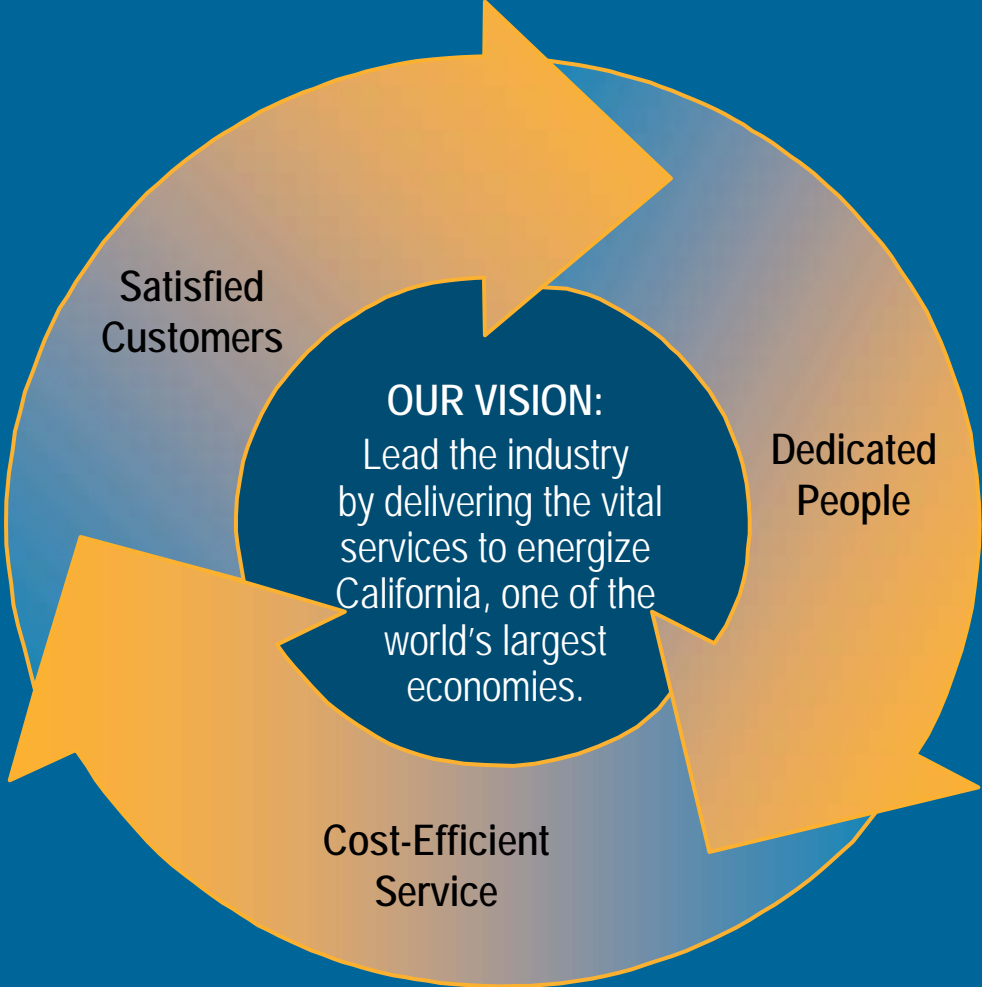 Satisfied
Customers
OUR VISION:
Lead the industry
by delivering the vital
services to energize
California, one of the
world's largest
economies.
Dedicated
People
Cost-Efficient
Service